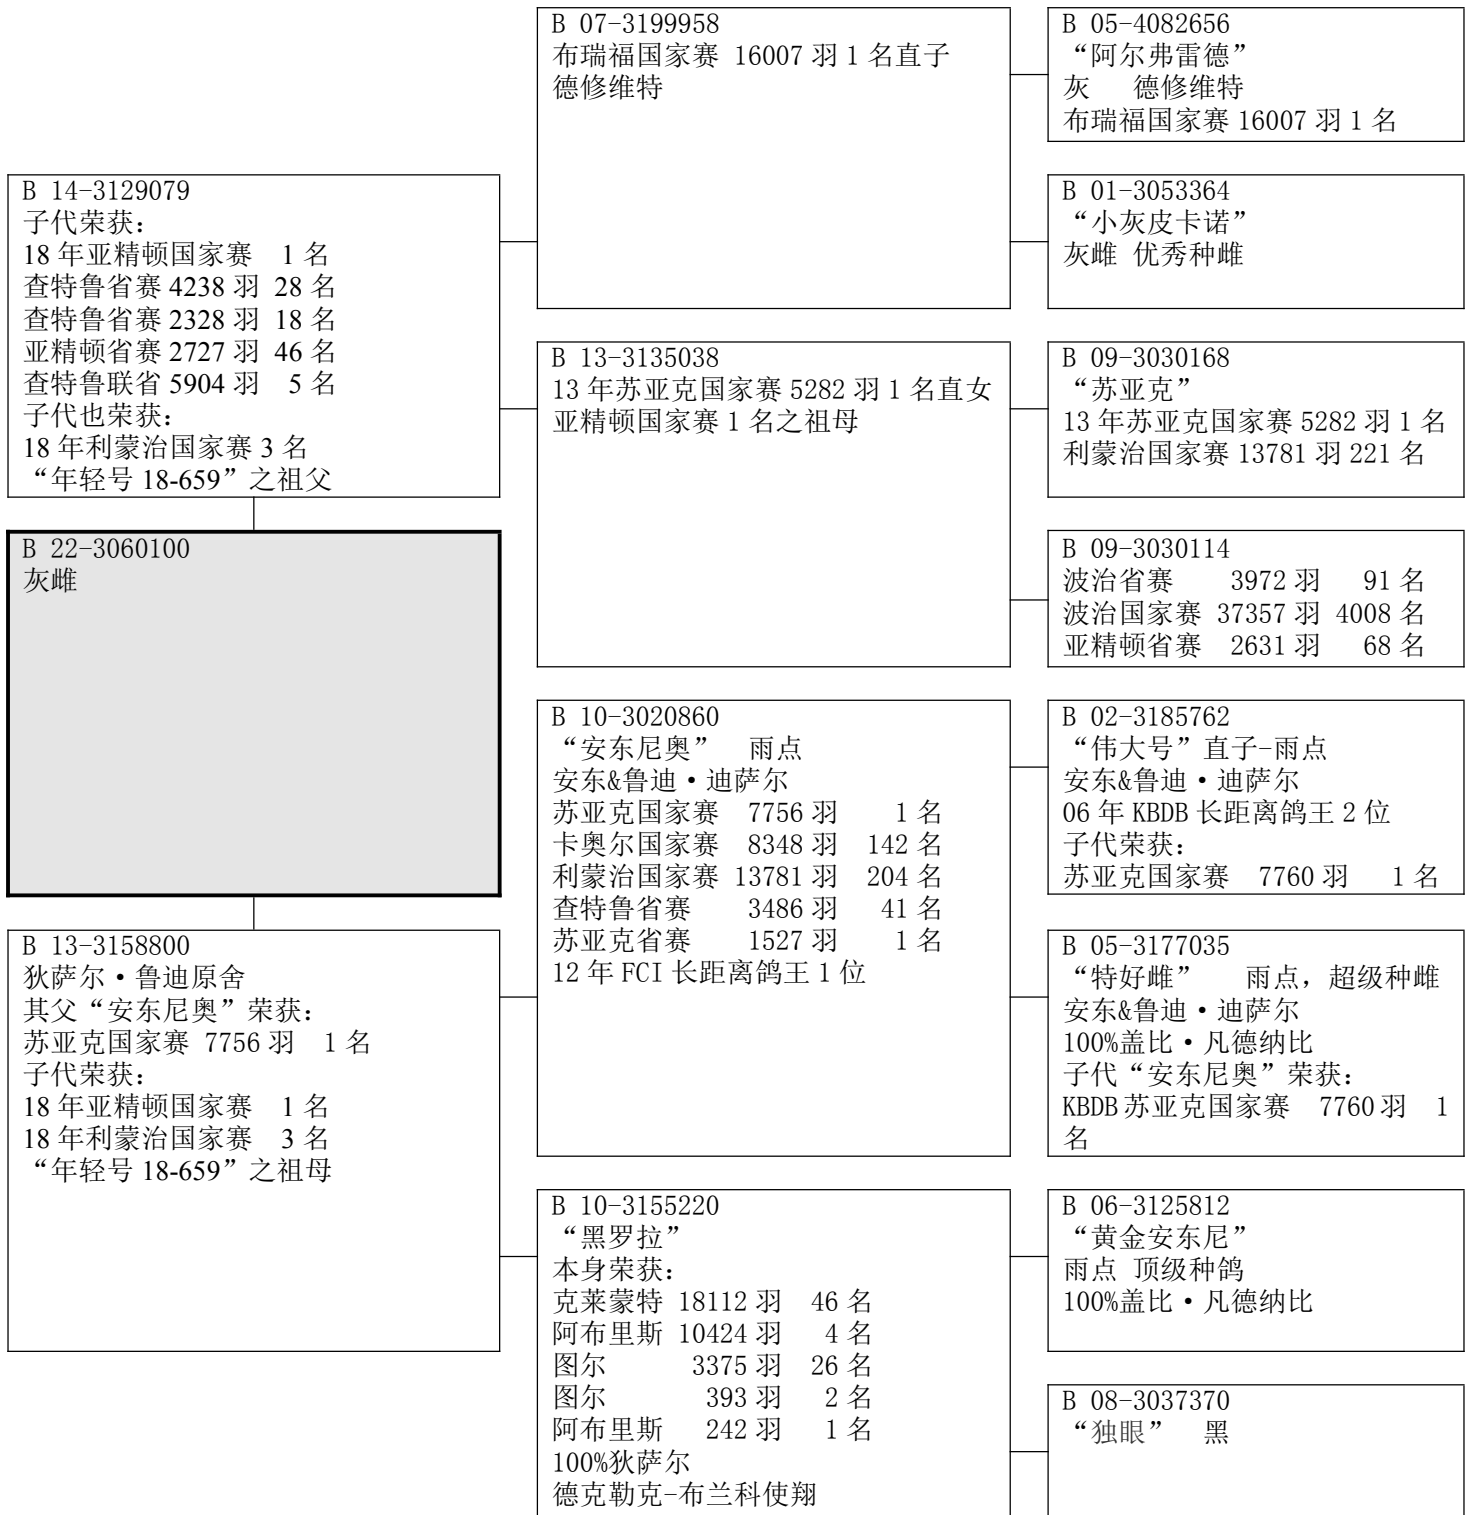 B 07-3199958
布瑞福国家赛 16007 羽 1 名直子
德修维特
B 05-4082656
“阿尔弗雷德”
灰 德修维特
布瑞福国家赛 16007 羽 1 名
B 01-3053364
“小灰皮卡诺”
灰雌 优秀种雌
B 14-3129079
子代荣获：
18 年亚精顿国家赛 1 名
查特鲁省赛 4238 羽 28 名
查特鲁省赛 2328 羽 18 名
亚精顿省赛 2727 羽 46 名
查特鲁联省 5904 羽 5 名
子代也荣获：
18 年利蒙治国家赛 3 名
“年轻号 18-659”之祖父
B 13-3135038
13 年苏亚克国家赛 5282 羽 1 名直女
亚精顿国家赛 1 名之祖母
B 09-3030168
“苏亚克”
13 年苏亚克国家赛 5282 羽 1 名
利蒙治国家赛 13781 羽 221 名
B 09-3030114
波治省赛 3972 羽 91 名
波治国家赛 37357 羽 4008 名
亚精顿省赛 2631 羽 68 名
B 22-3060100
灰雌
B 10-3020860
“安东尼奥” 雨点
安东&鲁迪·迪萨尔
苏亚克国家赛 7756 羽 1 名
卡奥尔国家赛 8348 羽 142 名
利蒙治国家赛 13781 羽 204 名
查特鲁省赛 3486 羽 41 名
苏亚克省赛 1527 羽 1 名
12 年 FCI 长距离鸽王 1 位
B 02-3185762
“伟大号”直子-雨点
安东&鲁迪·迪萨尔
06 年 KBDB 长距离鸽王 2 位
子代荣获：
苏亚克国家赛 7760 羽 1 名
B 05-3177035
“特好雌” 雨点，超级种雌
安东&鲁迪·迪萨尔
100%盖比·凡德纳比
子代“安东尼奥”荣获：
KBDB 苏亚克国家赛 7760 羽 1
名
B 13-3158800
狄萨尔·鲁迪原舍
其父“安东尼奥”荣获：
苏亚克国家赛 7756 羽 1 名
子代荣获：
18 年亚精顿国家赛 1 名
18 年利蒙治国家赛 3 名
“年轻号 18-659”之祖母
B 10-3155220
“黑罗拉”
本身荣获：
克莱蒙特 18112 羽 46 名
阿布里斯 10424 羽 4 名
图尔 3375 羽 26 名
图尔 393 羽 2 名
阿布里斯 242 羽 1 名
100%狄萨尔
德克勒克-布兰科使翔
B 06-3125812
“黄金安东尼”
雨点 顶级种鸽
100%盖比·凡德纳比
B 08-3037370
“独眼” 黑